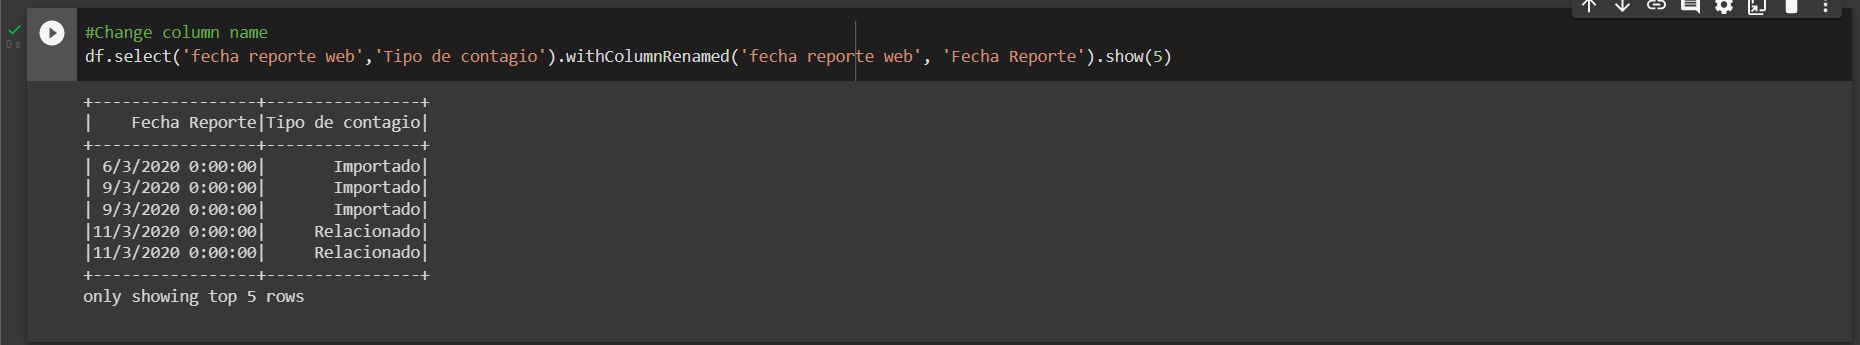 #Change column name
df.select('fecha reporte web','Tipo de contagio').withColumnRenamed('fecha reporte web', 'Fecha Reporte').show(5)
0 s
+-----------------+----------------+
|    Fecha Reporte|Tipo de contagio|
+-----------------+----------------+
| 6/3/2020 0:00:00|       Importado|
| 9/3/2020 0:00:00|       Importado|
| 9/3/2020 0:00:00|       Importado|
|11/3/2020 0:00:00|     Relacionado|
|11/3/2020 0:00:00|     Relacionado|
+-----------------+----------------+
only showing top 5 rows